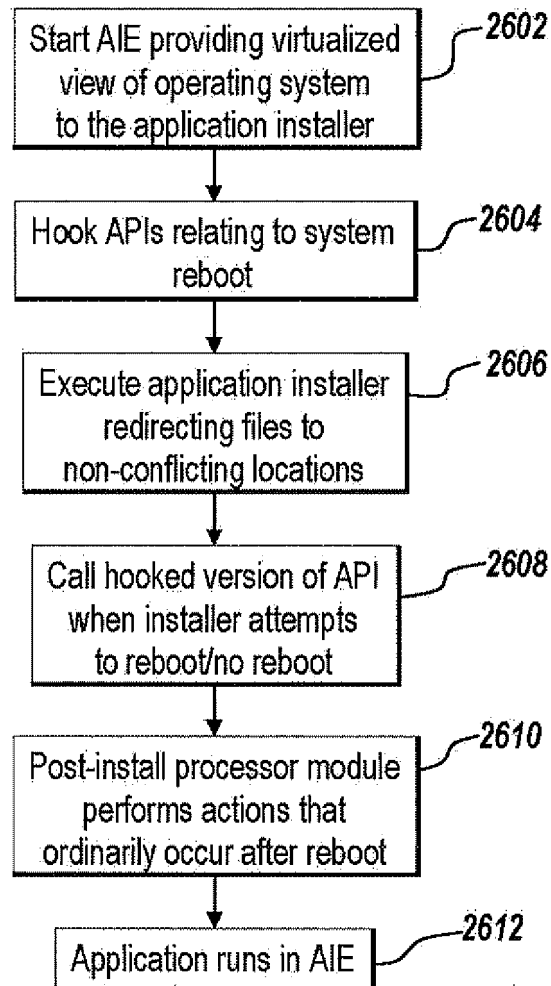 Start AIE providing virtualized
view of operating system
to the application installer
2602
Hook APIs relating to system
reboot
2604
Execute application installer
redirecting files to
non-conflicting locations
2606
Call hooked version of API
when installer attempts
to reboot/no reboot
2608
Post-install processor module
performs actions that
ordinarily occur after reboot
2610
Application runs in AIE
2612